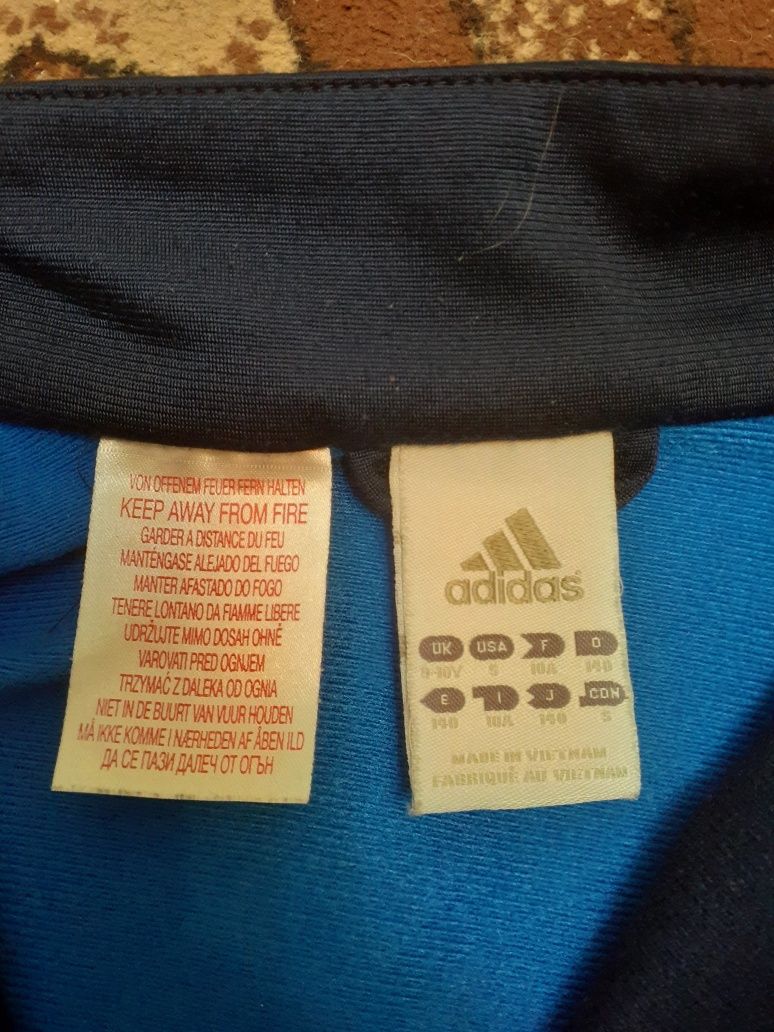 VON OFFENEM FEUER FERN HALTEN
KEEP AWAY FROM FIRE
GARDER A DISTANCE DU FEU
MANTÉNGASE ALEJADO DEL FUEGO
MANTER AFASTADO DO FOGO
TENERE LONTANO DA FIAMME LIBERE
UDRŽUJTE MIMO DOSAH OHNĚ
VAROVATI PRED OGNJEM
TRZYMAĆ Z DALEKA OD OGNIA
NIET IN DE BUURT VAN VUUR HOUDEN
MÅ IKKE KOMME I NÆRHEDEN AF ÅBEN ILD
ДА СЕ ПАЗИ ДАЛЕЧ ОТ ОГЪН
adidas
UK USA F D
9-10Y S 10A 140
E I J CDN
140 10A 140 S
MADE IN VIETNAM
FABRIQUÉ AU VIETNAM